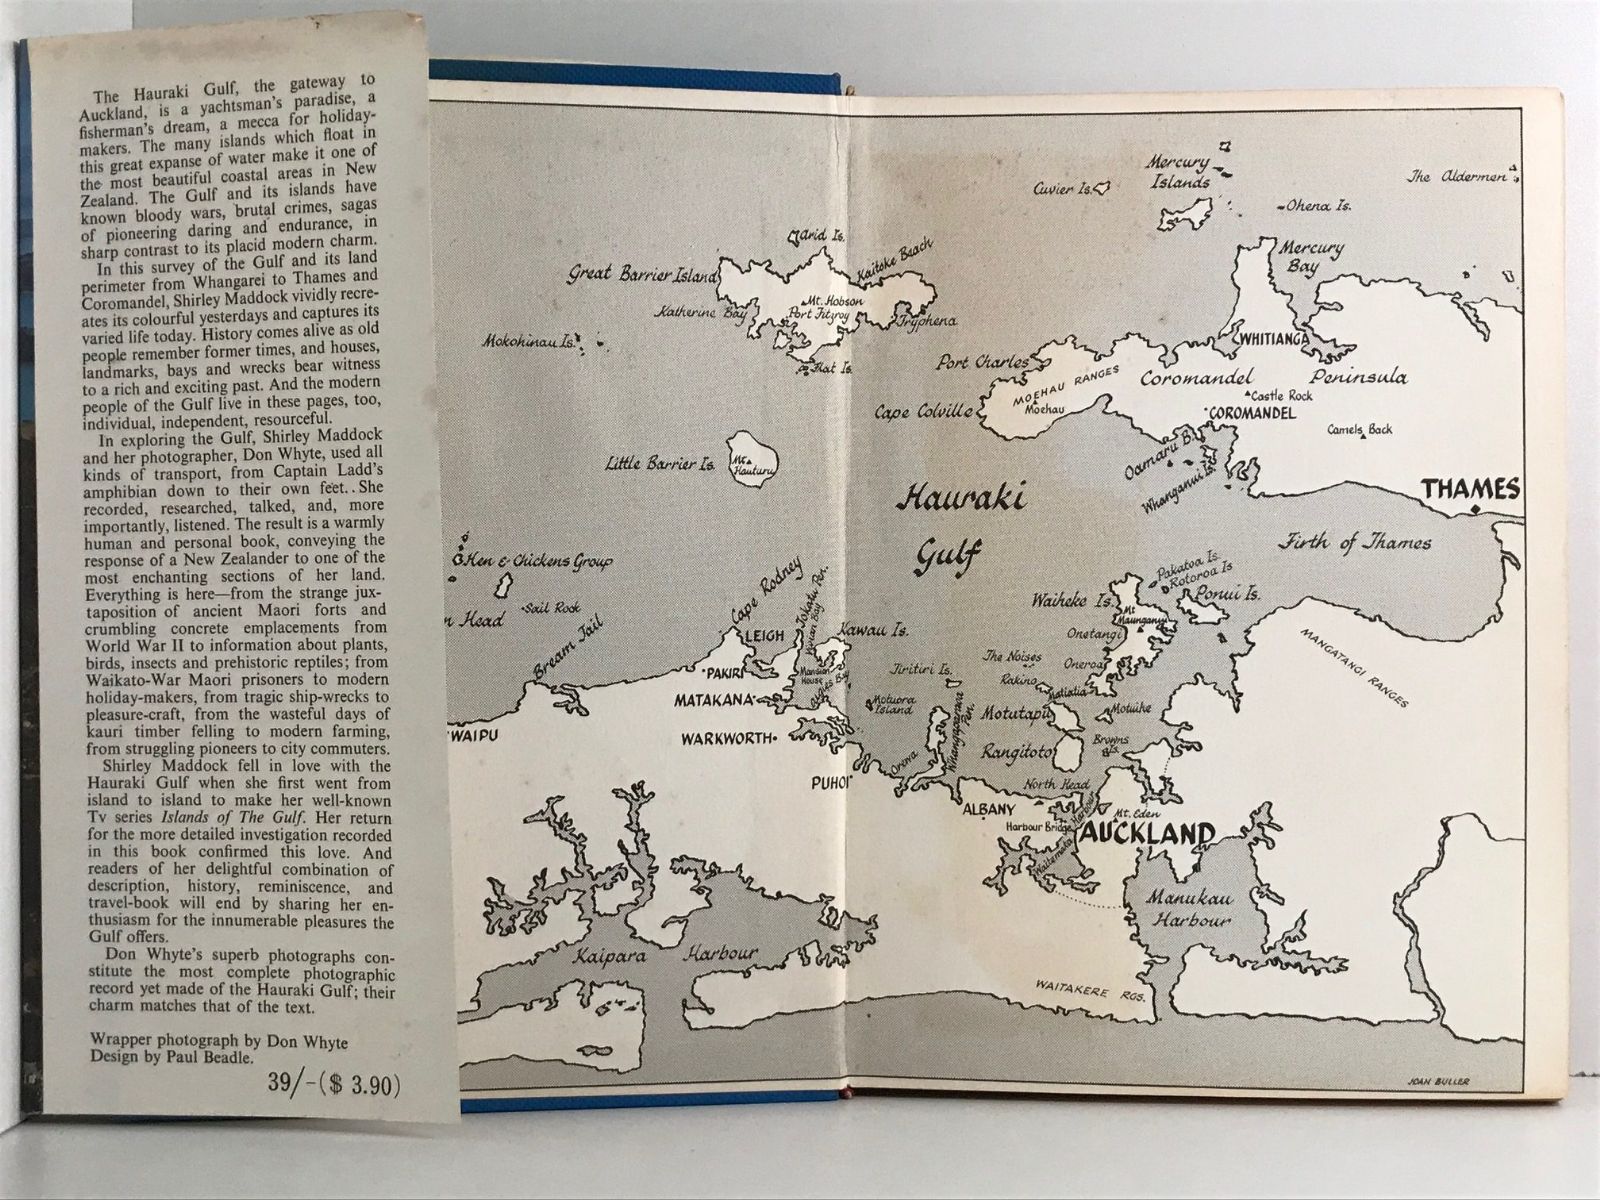 The Hauraki Gulf, the gateway to
Auckland, is a yachtsman's paradise, a
fisherman's dream, a mecca for holiday-
makers. The many islands which float in
this great expanse of water make it one of
the most beautiful coastal areas in New
Zealand. The Gulf and its islands have
known bloody wars, brutal crimes, sagas
of pioneering daring and endurance, in
sharp contrast to its placid modern charm.
In this survey of the Gulf and its land
perimeter from Whangarei to Thames and
Coromandel, Shirley Maddock vividly recre-
ates its colourful yesterdays and captures its
varied life today. History comes alive as old
people remember former times, and houses,
landmarks, bays and wrecks bear witness
to a rich and exciting past. And the modern
people of the Gulf live in these pages, too,
individual, independent, resourceful.
In exploring the Gulf, Shirley Maddock
and her photographer, Don Whyte, used all
kinds of transport, from Captain Ladd's
amphibian down to their own feet.. She
recorded, researched, talked, and, more
importantly, listened. The result is a warmly
human and personal book, conveying the
response of a New Zealander to one of the
most enchanting sections of her land.
Everything is here—from the strange jux-
taposition of ancient Maori forts and
crumbling concrete emplacements from
World War II to information about plants,
birds, insects and prehistoric reptiles; from
Waikato-War Maori prisoners to modern
holiday-makers, from tragic ship-wrecks to
pleasure-craft, from the wasteful days of
kauri timber felling to modern farming,
from struggling pioneers to city commuters.
Shirley Maddock fell in love with the
Hauraki Gulf when she first went from
island to island to make her well-known
Tv series Islands of The Gulf. Her return
for the more detailed investigation recorded
in this book confirmed this love. And
readers of her delightful combination of
description, history, reminiscence, and
travel-book will end by sharing her en-
thusiasm for the innumerable pleasures the
Gulf offers.
Don Whyte's superb photographs con-
stitute the most complete photographic
record yet made of the Hauraki Gulf; their
charm matches that of the text.
Wrapper photograph by Don Whyte
Design by Paul Beadle.
39/-($ 3.90)
Mercury
Islands
Cuvier Is.
The Aldermen
Ohena Is.
Arid Is.
Kaitoke Beach
Mercury
Bay
Great Barrier Island
Mt. Hobson
Port Fitzroy
Katherine Bay
Tryphena
Mokohinau Is.
Flat Is.
WHITIANGA
Port Charles
MOEHAU RANGES
Moehau
Coromandel Peninsula
Castle Rock
Cape Colville
COROMANDEL
Camels Back
Oamaru B.
Whanganui Is.
Little Barrier Is.
Mt.
Hauturu
Hauraki
Gulf
THAMES
Firth of Thames
Hen & Chickens Group
Sail Rock
n Head
Bream Tail
Cape Rodney
LEIGH
PAKIRI
Kawau Is.
Mansion
House
MATAKANA
WAIPU
WARKWORTH
PUHOI
Pakatoa Is.
Rotoroa Is
Ponui Is.
Waiheke Is.
Mt
Maunganui
Onetangi
Oneroa
The Noises
Rakino
Matiatia
Tiritiri Is.
Motuora
Island
Whangaparaoa
Pen.
Orewa
Motutapu
Motuihe
Rangitoto
Browns
Is.
MANGATANGI RANGES
North Head
ALBANY
Harbour Bridge
Waitemata Harbour
Mt. Eden
AUCKLAND
Manukau
Harbour
Kaipara Harbour
WAITAKERE RGS.
JOAN BULLER